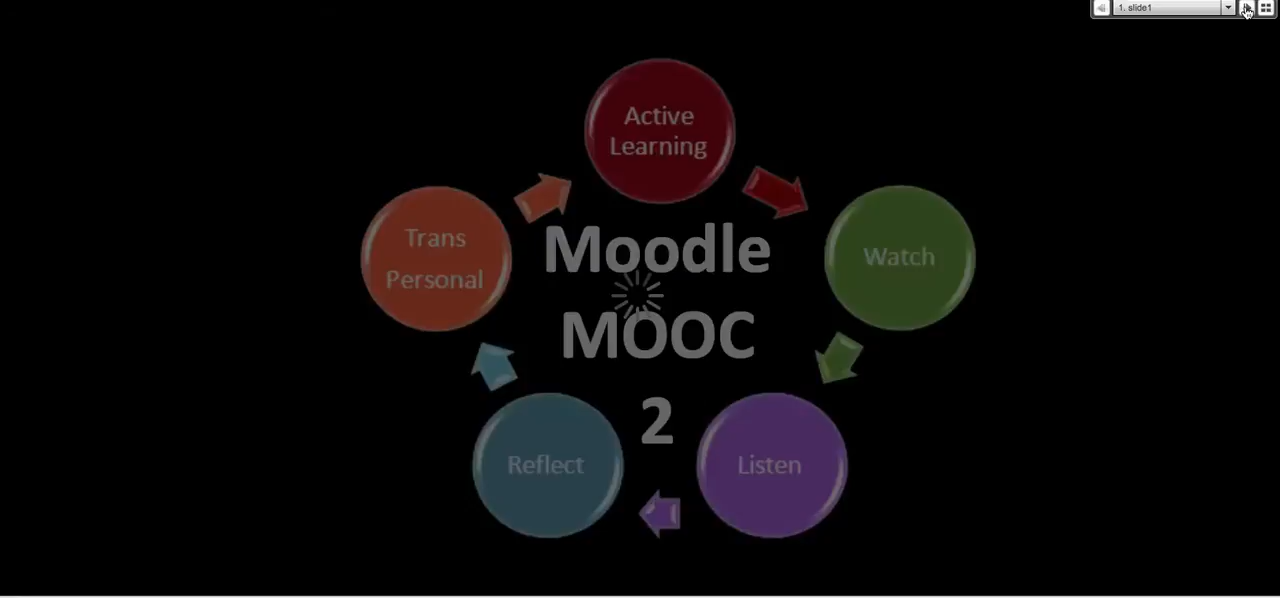 1. slide1
Active
Learning
Trans
Personal
Watch
Moodle
MOOC
2
Reflect
Listen